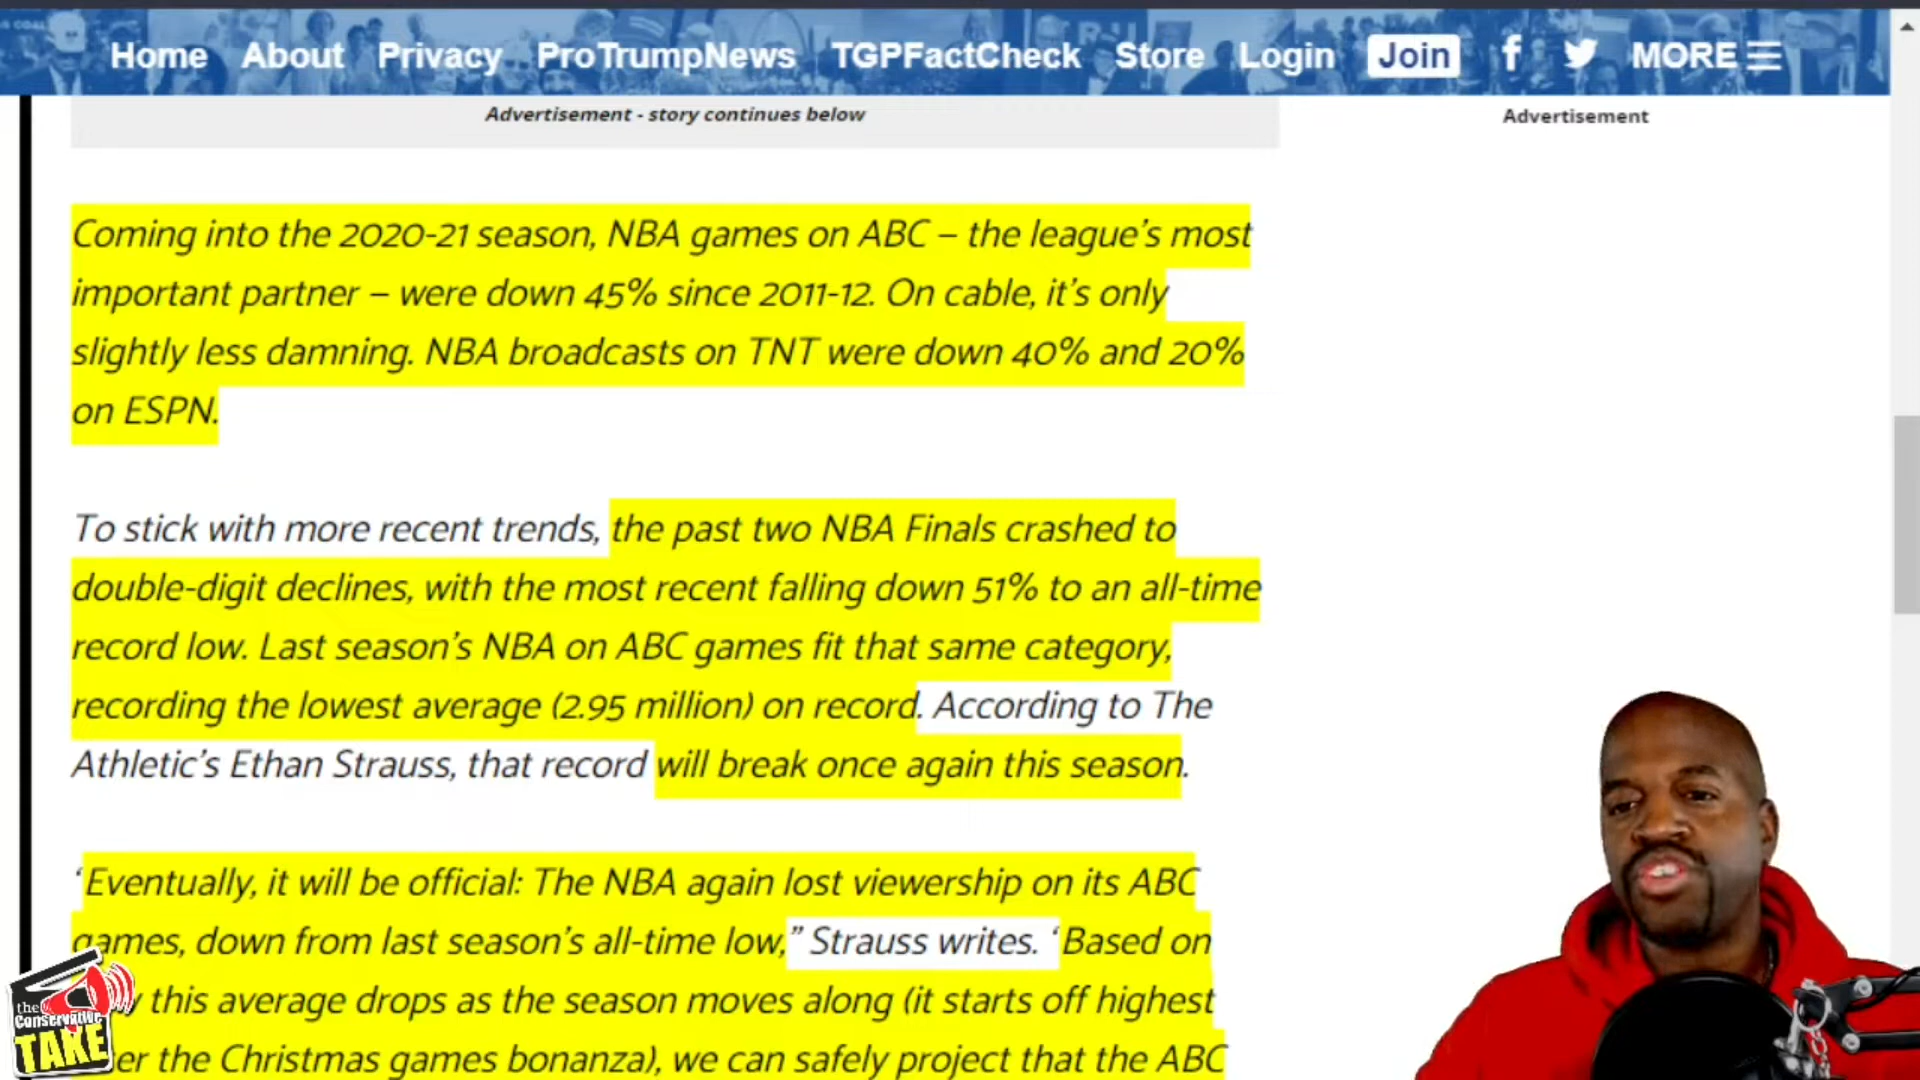 Home About Privacy ProTrumpNews TGPFactCheck Store Login Join f MORE
Advertisement - story continues below
Advertisement
Coming into the 2020-21 season, NBA games on ABC – the league's most
important partner – were down 45% since 2011-12. On cable, it's only
slightly less damning. NBA broadcasts on TNT were down 40% and 20%
on ESPN.
To stick with more recent trends, the past two NBA Finals crashed to
double-digit declines, with the most recent falling down 51% to an all-time
record low. Last season's NBA on ABC games fit that same category,
recording the lowest average (2.95 million) on record. According to The
Athletic's Ethan Strauss, that record will break once again this season.
‘Eventually, it will be official: The NBA again lost viewership on its ABC
games, down from last season's all-time low,” Strauss writes. ‘Based on
this average drops as the season moves along (it starts off highest
the Christmas games bonanza), we can safely project that the ABC
the
Conservative
TAKE